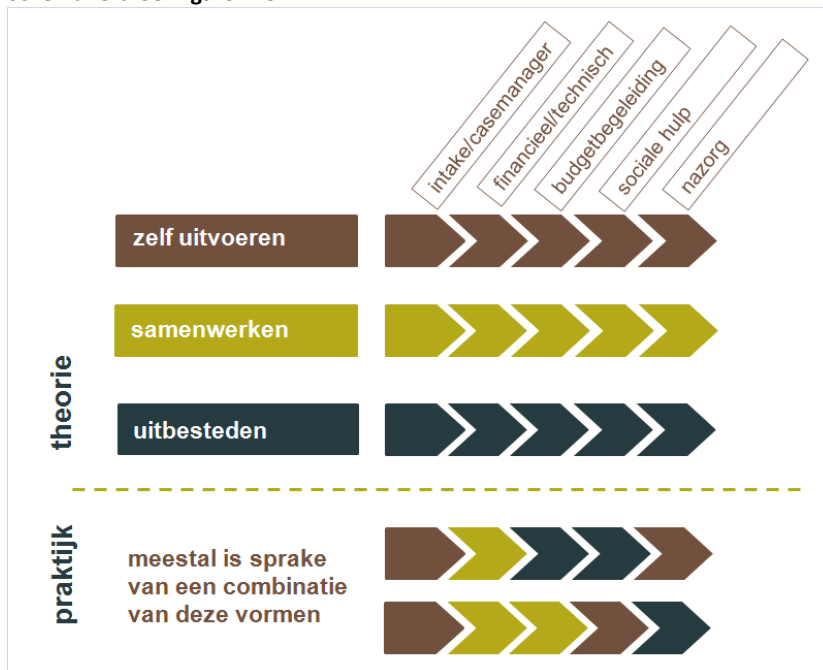 intake/casemanager
financieel/technisch
budgetbegeleiding
sociale hulp
nazorg
zelf uitvoeren
samenwerken
uitbesteden
theorie
praktijk
meestal is sprake
van een combinatie
van deze vormen